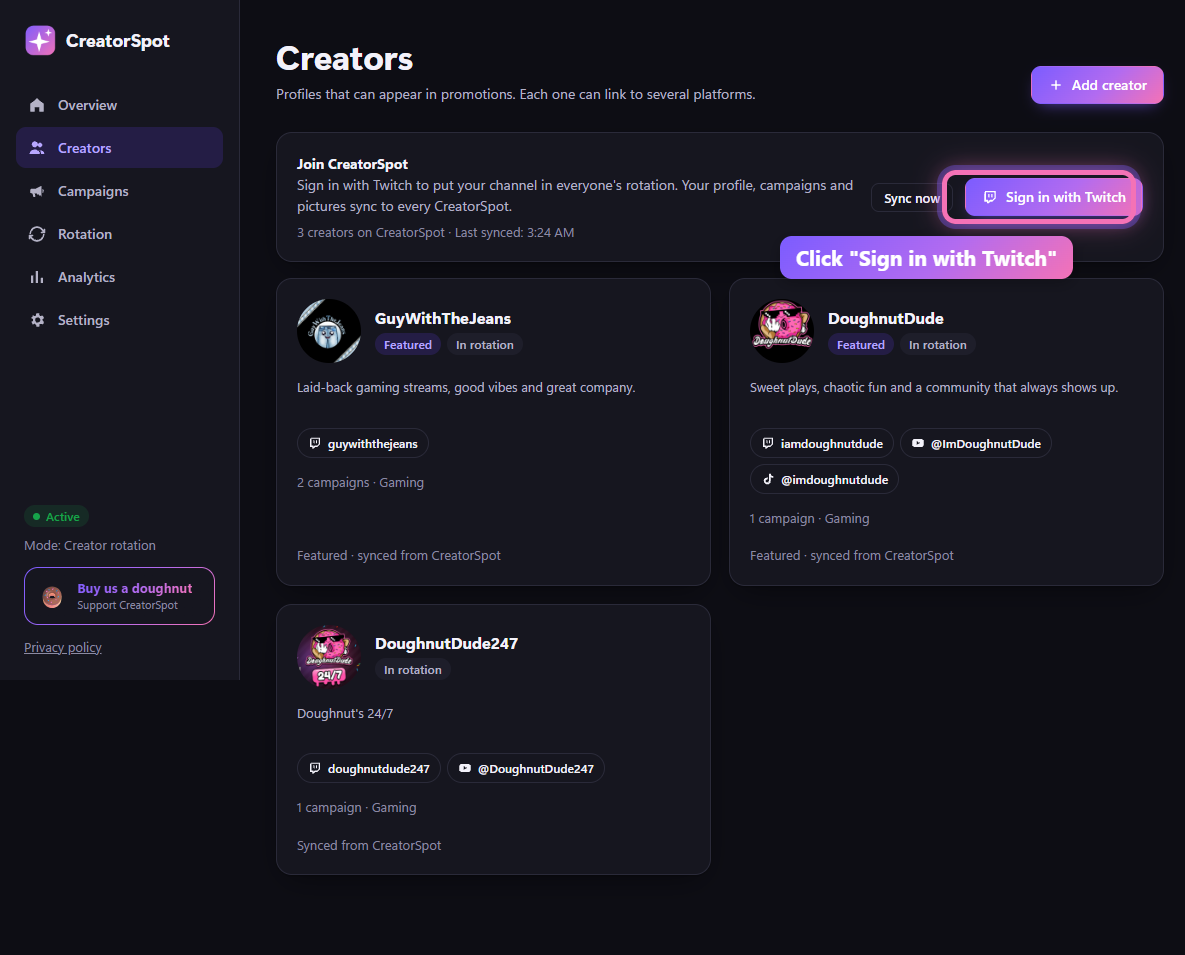 CreatorSpot
Overview
Creators
Campaigns
Rotation
Analytics
Settings
Active
Mode: Creator rotation
Buy us a doughnut
Support CreatorSpot
Privacy policy
Creators
Profiles that can appear in promotions. Each one can link to several platforms.
+ Add creator
Join CreatorSpot
Sign in with Twitch to put your channel in everyone's rotation. Your profile, campaigns and
pictures sync to every CreatorSpot.
3 creators on CreatorSpot · Last synced: 3:24 AM
Sync now
Sign in with Twitch
Click "Sign in with Twitch"
GuyWithTheJeans
Featured
In rotation
Laid-back gaming streams, good vibes and great company.
guywiththejeans
2 campaigns · Gaming
Featured · synced from CreatorSpot
DoughnutDude
DoughnutDude
Featured
In rotation
Sweet plays, chaotic fun and a community that always shows up.
iamdoughnutdude
@ImDoughnutDude
@imdoughnutdude
1 campaign · Gaming
Featured · synced from CreatorSpot
DoughnutDude
24/7
DoughnutDude247
In rotation
Doughnut's 24/7
doughnutdude247
@DoughnutDude247
1 campaign · Gaming
Synced from CreatorSpot